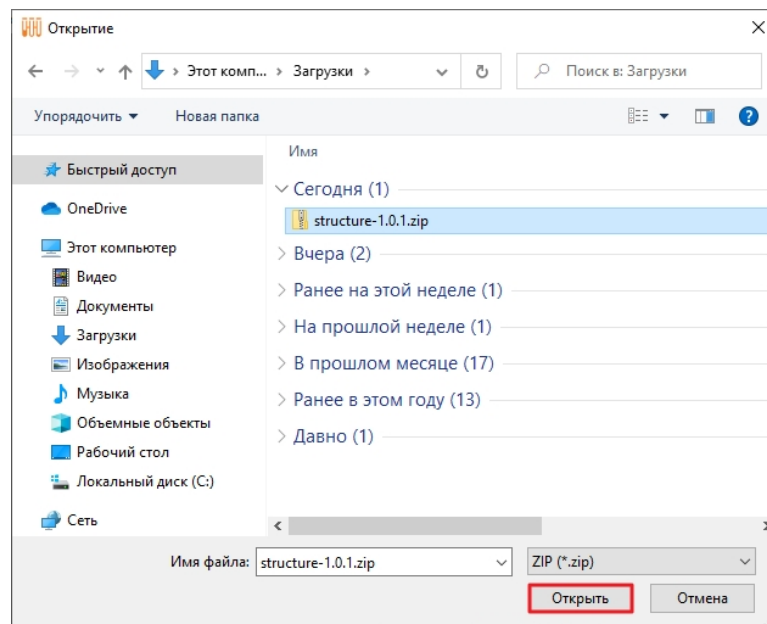 Открытие
Этот комп... > Загрузки >
Поиск в: Загрузки
Упорядочить
Новая папка
Быстрый доступ
OneDrive
Этот компьютер
Видео
Документы
Загрузки
Изображения
Музыка
Объемные объекты
Рабочий стол
Локальный диск (C:)
Сеть
Имя
Сегодня (1)
structure-1.0.1.zip
Вчера (2)
Ранее на этой неделе (1)
На прошлой неделе (1)
В прошлом месяце (17)
Ранее в этом году (13)
Давно (1)
Имя файла: structure-1.0.1.zip
ZIP (*.zip)
Открыть
Отмена